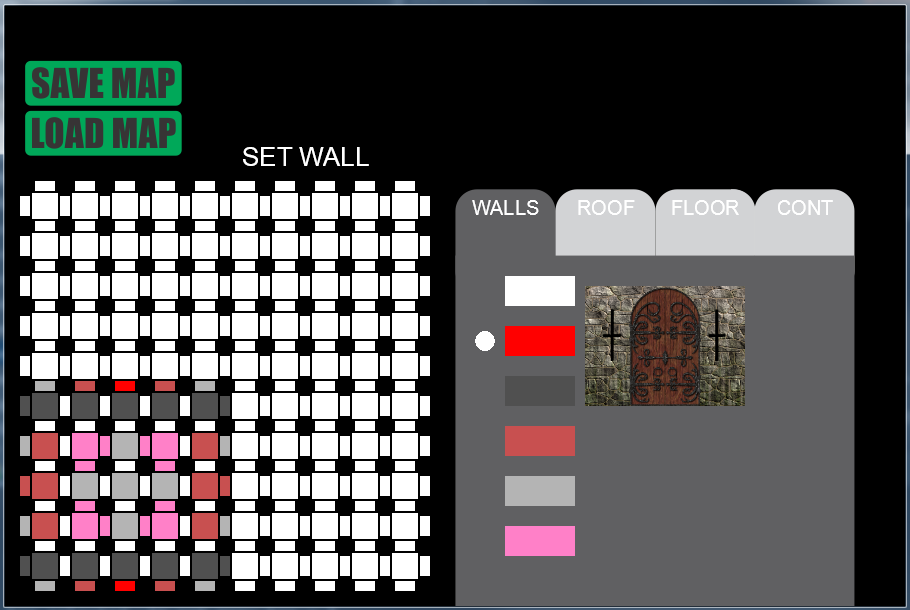 SAVE MAP
LOAD MAP
SET WALL
WALLS
ROOF
FLOOR
CONT